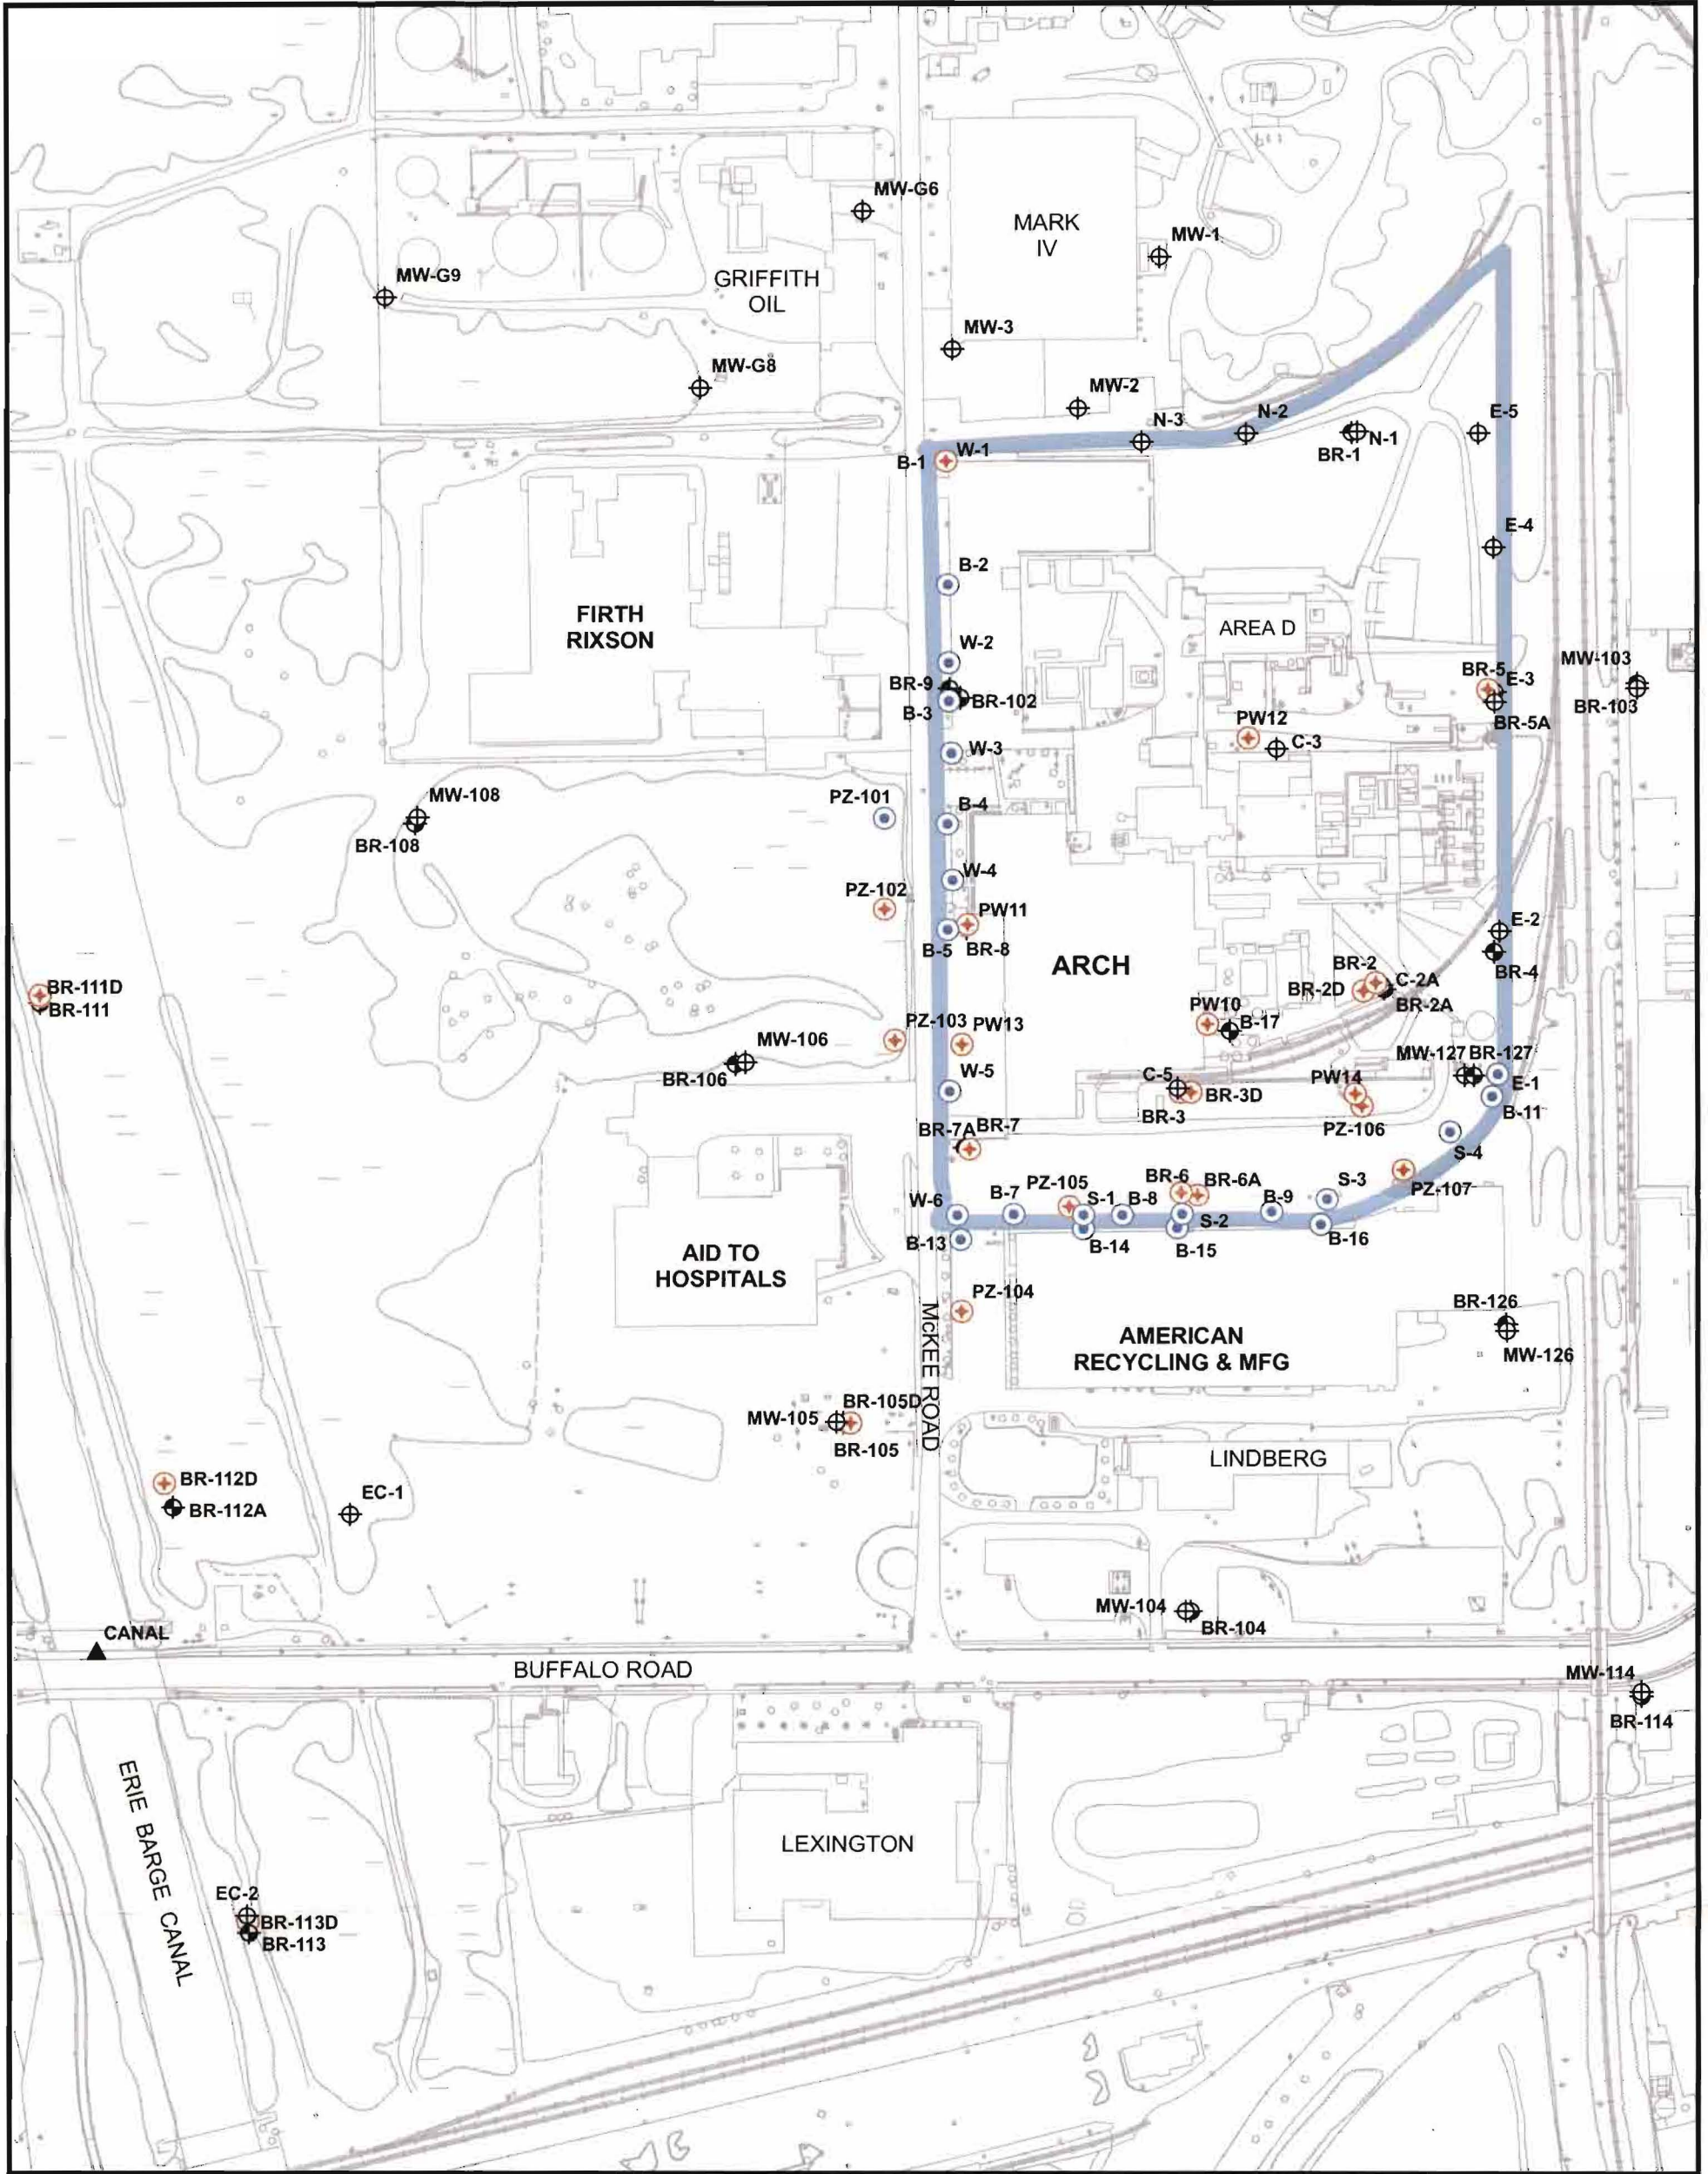 MW-G6
MARK
IV
MW-1
MW-G9
GRIFFITH
OIL
MW-3
MW-G8
MW-2
N-3
N-2
E-5
N-1
BR-1
W-1
B-1
E-4
B-2
FIRTH
RIXSON
AREA D
W-2
MW-103
BR-5
E-3
BR-9
BR-102
B-3
BR-103
BR-5A
PW12
C-3
W-3
PZ-101
B-4
MW-108
BR-108
W-4
PZ-102
PW11
B-5
BR-8
E-2
ARCH
BR-2
BR-4
BR-111D
BR-111
BR-2D
C-2A
BR-2A
PW10
B-17
PZ-103
PW13
MW-106
BR-106
MW-127
BR-127
W-5
C-5
BR-3D
BR-3
PW14
E-1
B-11
PZ-106
BR-7A
BR-7
S-4
PZ-107
W-6
B-7
PZ-105
S-1
B-8
BR-6
BR-6A
B-9
S-3
S-2
B-13
B-14
B-15
B-16
AID TO
HOSPITALS
PZ-104
McKEE ROAD
BR-126
MW-126
AMERICAN
RECYCLING & MFG
BR-105D
MW-105
BR-105
LINDBERG
BR-112D
BR-112A
EC-1
MW-104
BR-104
CANAL
BUFFALO ROAD
MW-114
BR-114
ERIE BARGE CANAL
LEXINGTON
EC-2
BR-113D
BR-113